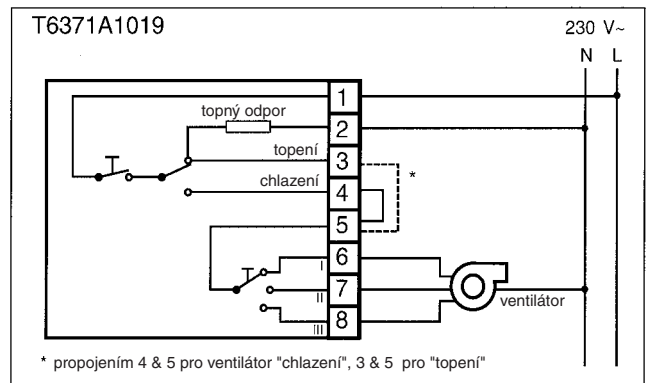 T6371A1019
230 V~
N L
1
topný odpor
2
topení
3
*
chlazení
4
5
T
T
I
6
II
7
ventilátor
III
8
* propojením 4 & 5 pro ventilátor "chlazení", 3 & 5 pro "topení"